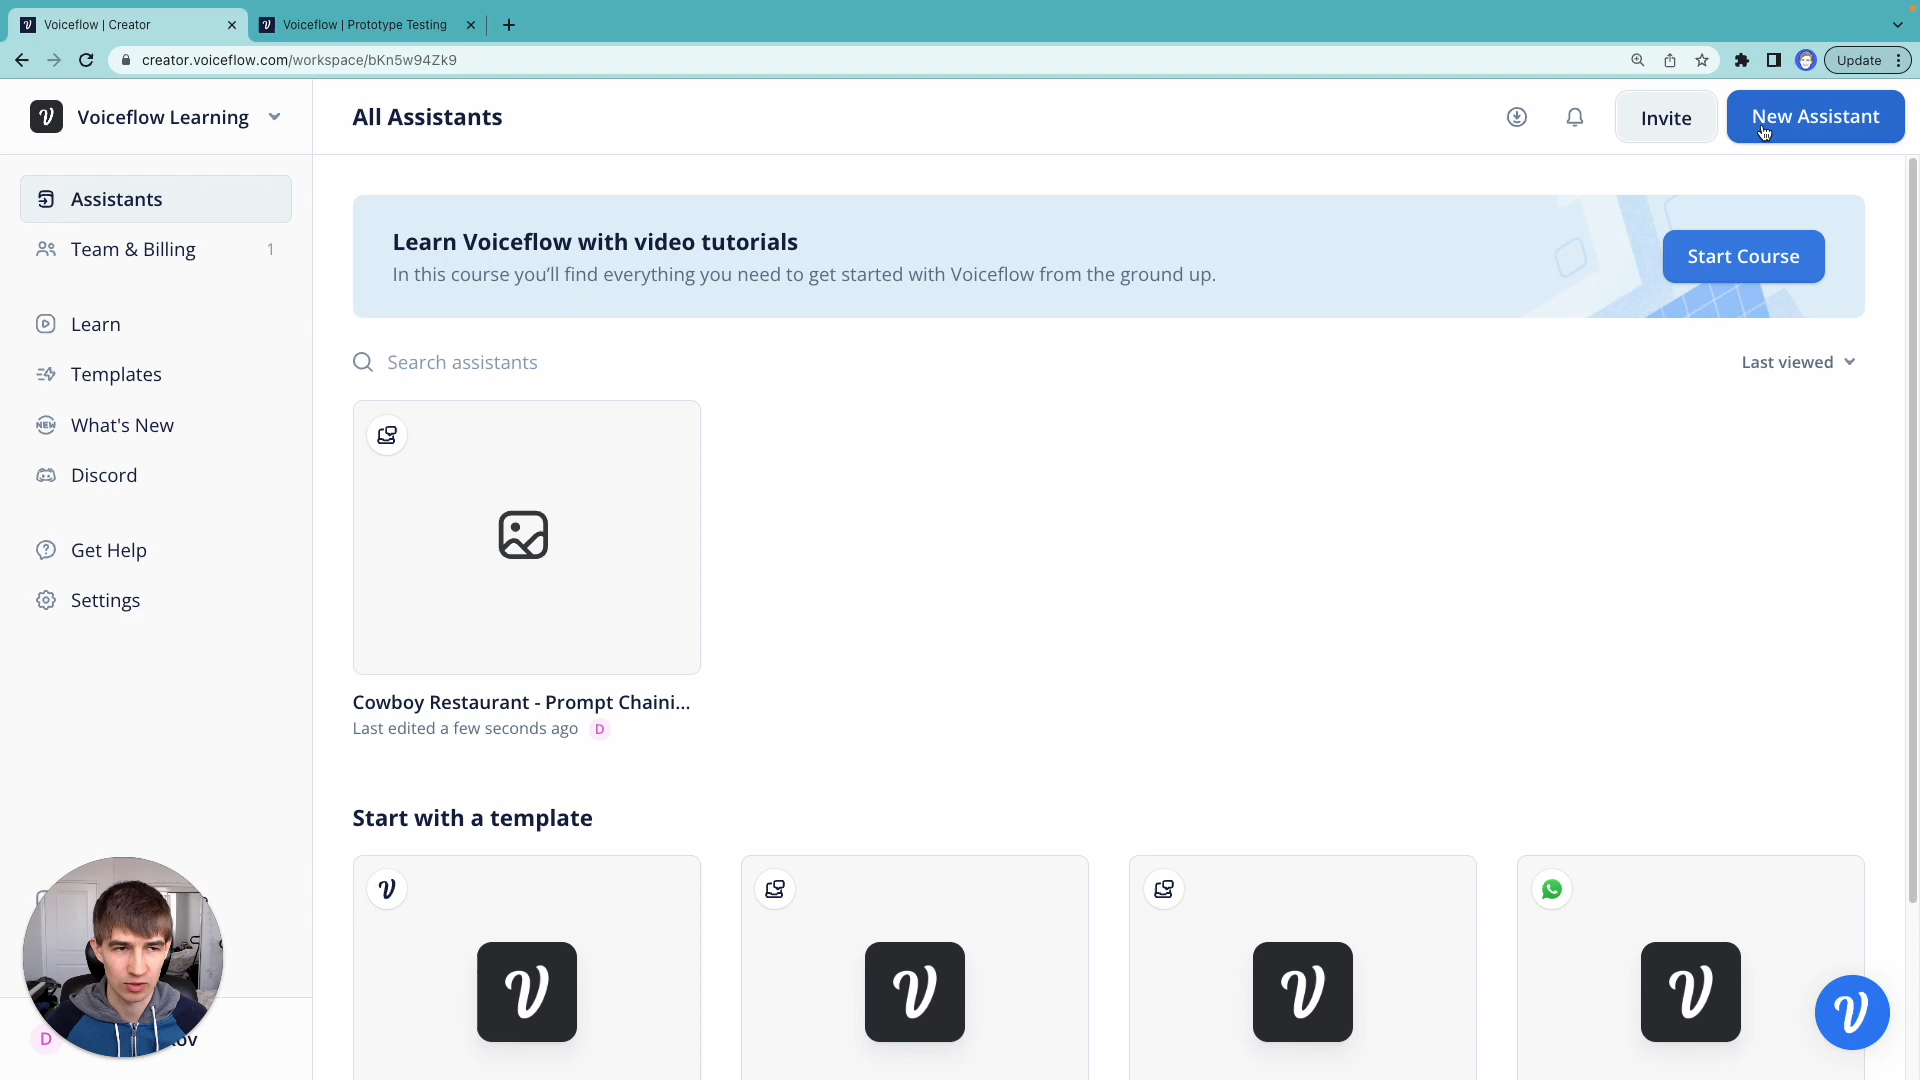 Voiceflow | Creator
Voiceflow | Prototype Testing
creator.voiceflow.com/workspace/bKn5w94Zk9
Update
Voiceflow Learning
All Assistants
Invite
New Assistant
Assistants
Team & Billing 1
Learn
Templates
NEW What's New
Discord
Get Help
Settings
Learn Voiceflow with video tutorials
In this course you’ll find everything you need to get started with Voiceflow from the ground up.
Start Course
Search assistants
Last viewed
Cowboy Restaurant - Prompt Chaini...
Last edited a few seconds ago D
Start with a template
D
ov